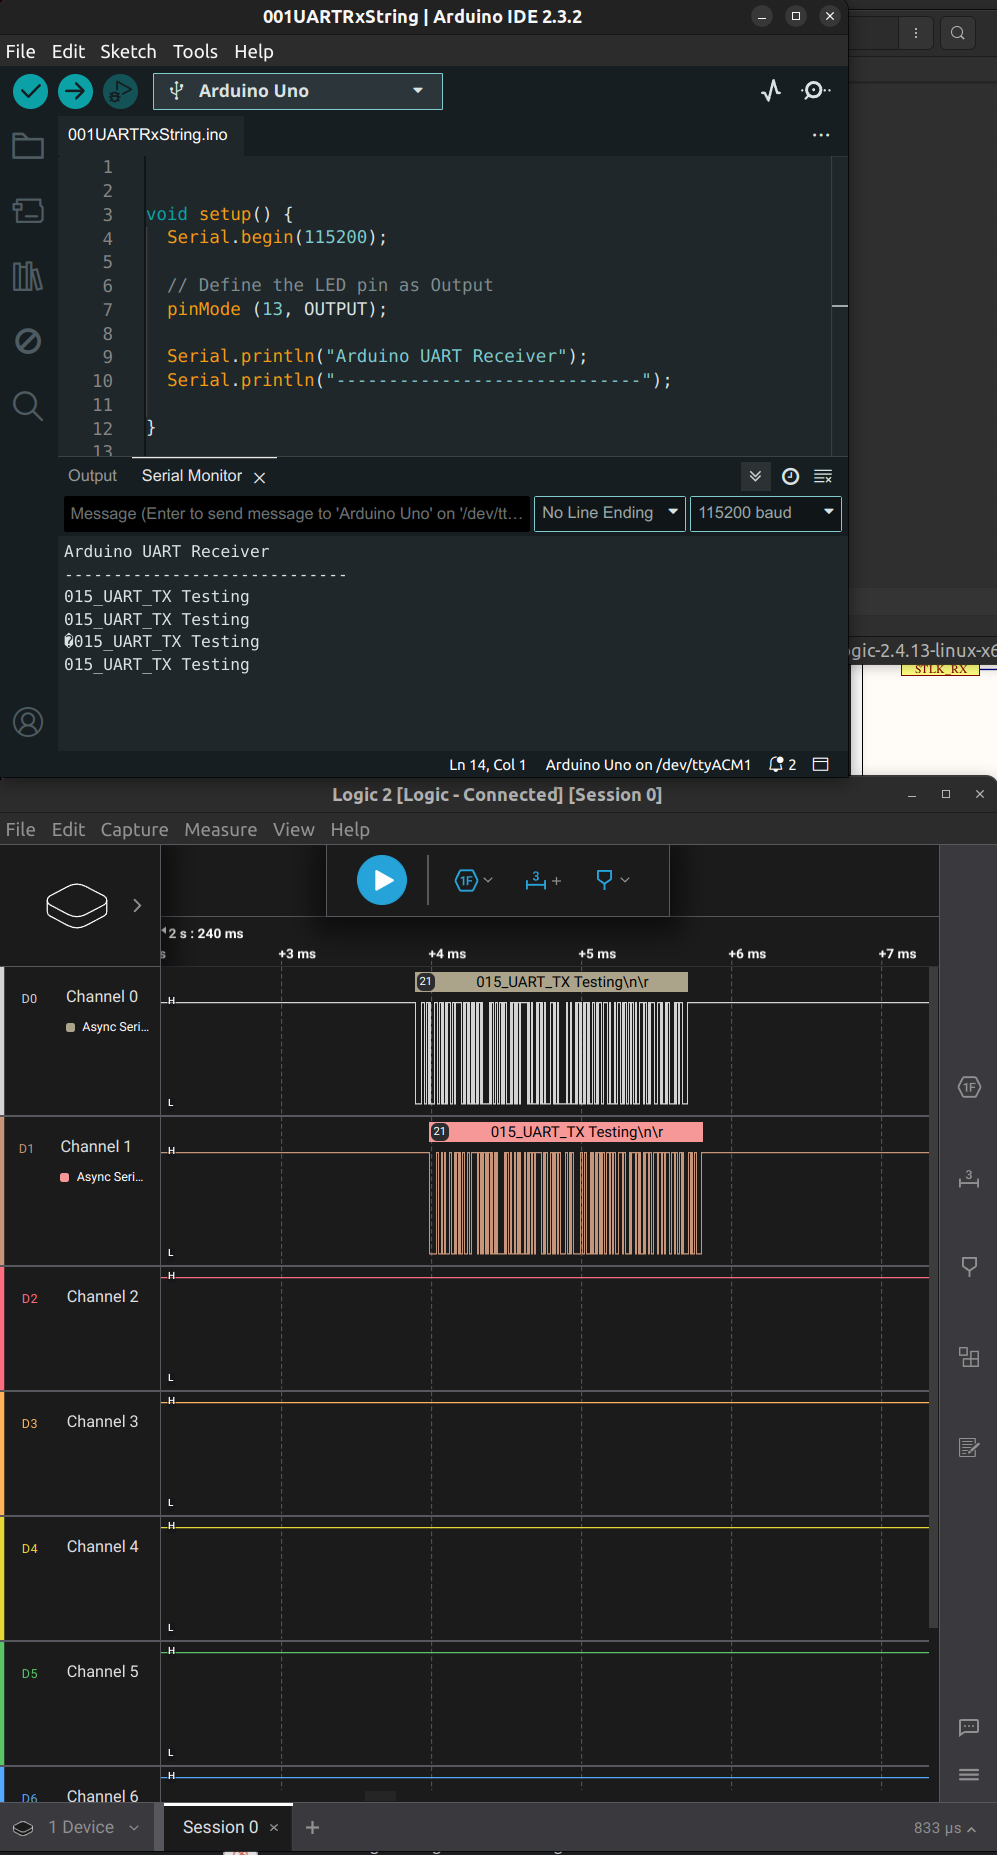 001UARTRxString | Arduino IDE 2.3.2
File Edit Sketch Tools Help
Arduino Uno
001UARTRxString.ino
1
2
3 void setup() {
4 Serial.begin(115200);
5
6 // Define the LED pin as Output
7 pinMode (13, OUTPUT);
8
9 Serial.println("Arduino UART Receiver");
10 Serial.println("-----------------------------");
11
12 }
13
Output Serial Monitor
Message (Enter to send message to 'Arduino Uno' on '/dev/tt... No Line Ending 115200 baud
Arduino UART Receiver
-----------------------------
015_UART_TX Testing
015_UART_TX Testing
�015_UART_TX Testing
015_UART_TX Testing
ogic-2.4.13-linux-x6
STLK_RX
Ln 14, Col 1 Arduino Uno on /dev/ttyACM1 2
Logic 2 [Logic - Connected] [Session 0]
File Edit Capture Measure View Help
1F 3 +
2 s : 240 ms
s +3 ms +4 ms +5 ms +6 ms +7 ms
D0 Channel 0 H 21 015_UART_TX Testing\n\r
Async Seri...
L
D1 Channel 1 H 21 015_UART_TX Testing\n\r
Async Seri...
L
D2 Channel 2 H
L
D3 Channel 3 H
L
D4 Channel 4 H
L
D5 Channel 5 H
L
D6 Channel 6 H
1F
3
1 Device Session 0 × + 833 µs